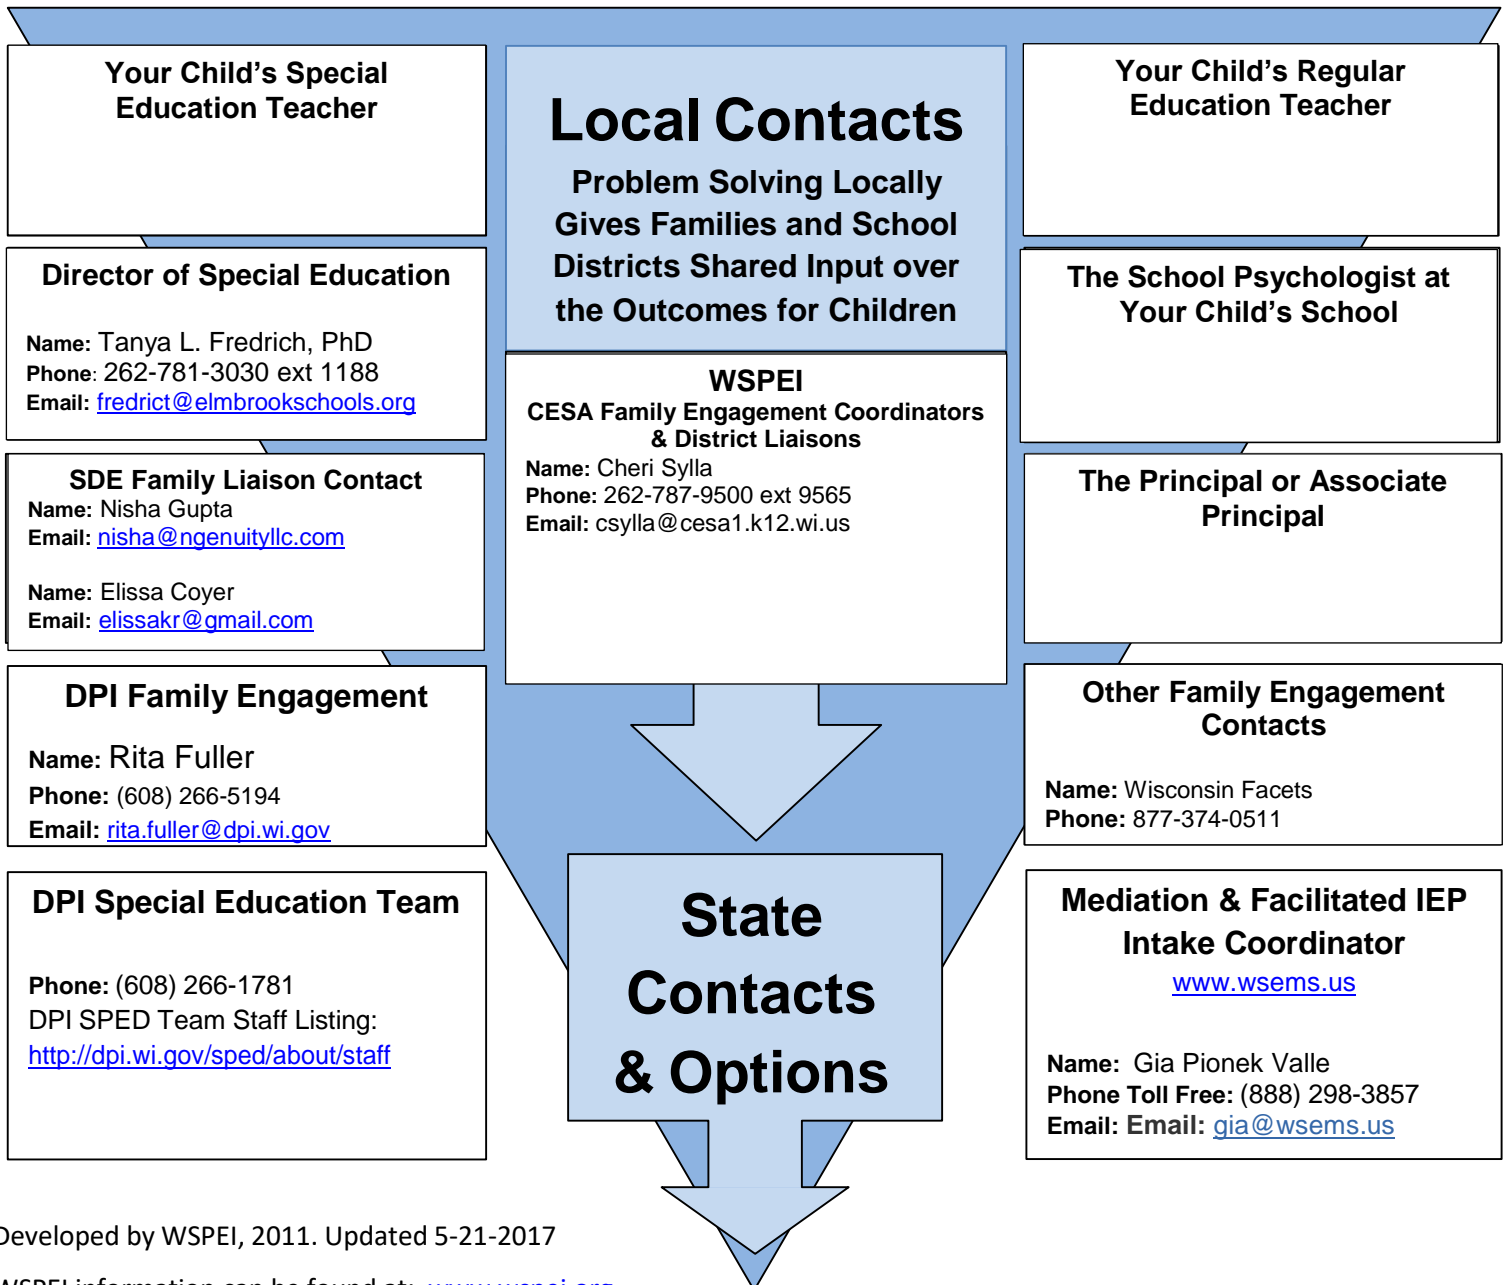 Your Child's Special
Education Teacher
Local Contacts
Problem Solving Locally
Gives Families and School
Districts Shared Input over
the Outcomes for Children
Your Child's Regular
Education Teacher
Director of Special Education
Name: Tanya L. Fredrich, PhD
Phone: 262-781-3030 ext 1188
Email: fredrict@elmbrookschools.org
The School Psychologist at
Your Child's School
WSPEI
CESA Family Engagement Coordinators
& District Liaisons
Name: Cheri Sylla
Phone: 262-787-9500 ext 9565
Email: csylla@cesa1.k12.wi.us
SDE Family Liaison Contact
Name: Nisha Gupta
Email: nisha@ngenuityllc.com
Name: Elissa Coyer
Email: elissakr@gmail.com
The Principal or Associate
Principal
DPI Family Engagement
Name: Rita Fuller
Phone: (608) 266-5194
Email: rita.fuller@dpi.wi.gov
Other Family Engagement
Contacts
Name: Wisconsin Facets
Phone: 877-374-0511
DPI Special Education Team
Phone: (608) 266-1781
DPI SPED Team Staff Listing:
http://dpi.wi.gov/sped/about/staff
State
Contacts
& Options
Mediation & Facilitated IEP
Intake Coordinator
www.wsems.us
Name: Gia Pionek Valle
Phone Toll Free: (888) 298-3857
Email: Email: gia@wsems.us
Developed by WSPEI, 2011. Updated 5-21-2017
WSPEI information can be found at: www.wspei.org